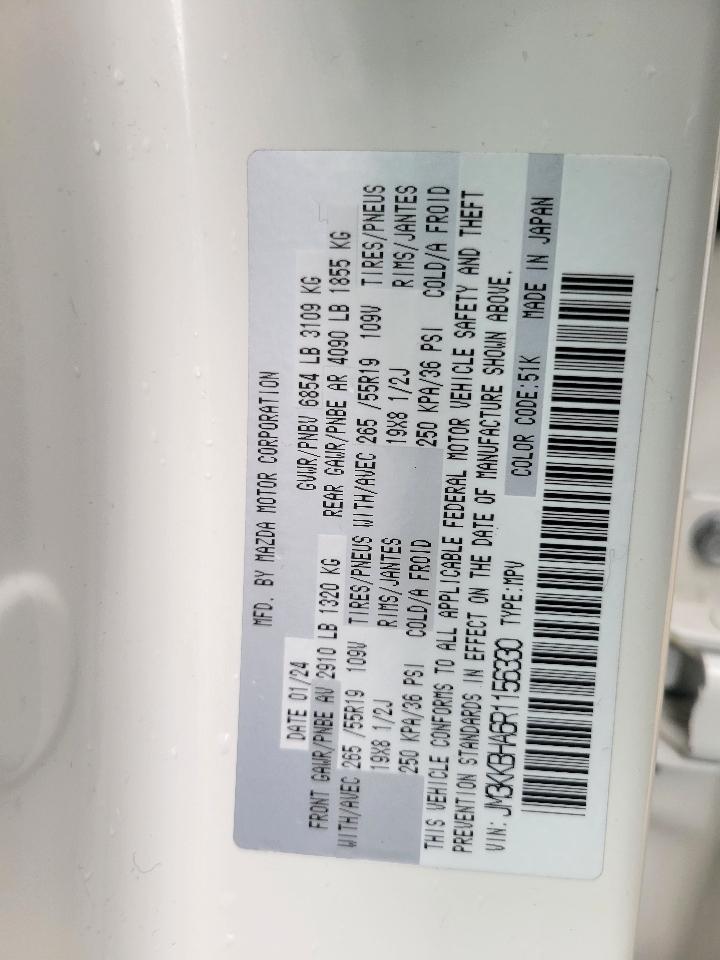 MFD. BY MAZDA MOTOR CORPORATION
DATE 01/24 GVWR/PNBV 6854 LB 3109 KG
FRONT GAWR/PNBE AV 2910 LB 1320 KG REAR GAWR/PNBE AR 4090 LB 1855 KG
WITH/AVEC 265 /55R19 109V TIRES/PNEUS WITH/AVEC 265 /55R19 109V TIRES/PNEUS
19X8 1/2J RIMS/JANTES 19X8 1/2J RIMS/JANTES
250 KPA/36 PSI COLD/A FROID 250 KPA/36 PSI COLD/A FROID
THIS VEHICLE CONFORMS TO ALL APPLICABLE FEDERAL MOTOR VEHICLE SAFETY AND THEFT
PREVENTION STANDARDS IN EFFECT ON THE DATE OF MANUFACTURE SHOWN ABOVE.
VIN: JM3KKBHA6R1156330 TYPE:MPV COLOR CODE:51K MADE IN JAPAN